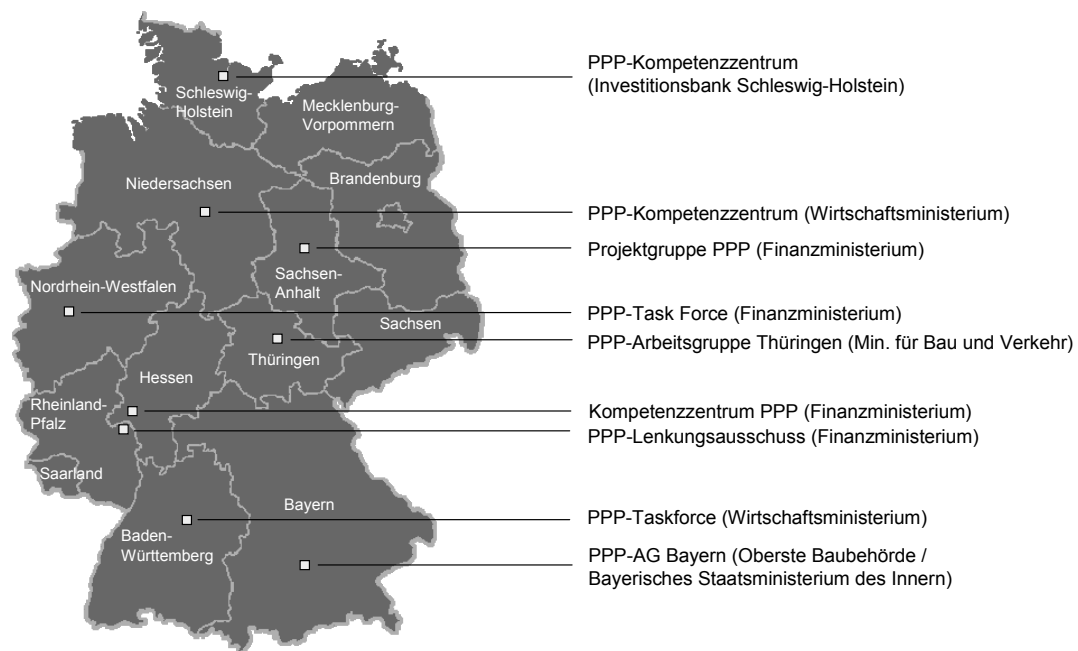 PPP-Kompetenzzentrum
(Investitionsbank Schleswig-Holstein)
Schleswig-
Holstein
Mecklenburg-
Vorpommern
Niedersachsen
Brandenburg
PPP-Kompetenzzentrum (Wirtschaftsministerium)
Projektgruppe PPP (Finanzministerium)
Sachsen-
Anhalt
Nordrhein-Westfalen
PPP-Task Force (Finanzministerium)
Sachsen
PPP-Arbeitsgruppe Thüringen (Min. für Bau und Verkehr)
Thüringen
Hessen
Rheinland-
Pfalz
Kompetenzzentrum PPP (Finanzministerium)
PPP-Lenkungsausschuss (Finanzministerium)
Saarland
Bayern
PPP-Taskforce (Wirtschaftsministerium)
Baden-
Württemberg
PPP-AG Bayern (Oberste Baubehörde /
Bayerisches Staatsministerium des Innern)